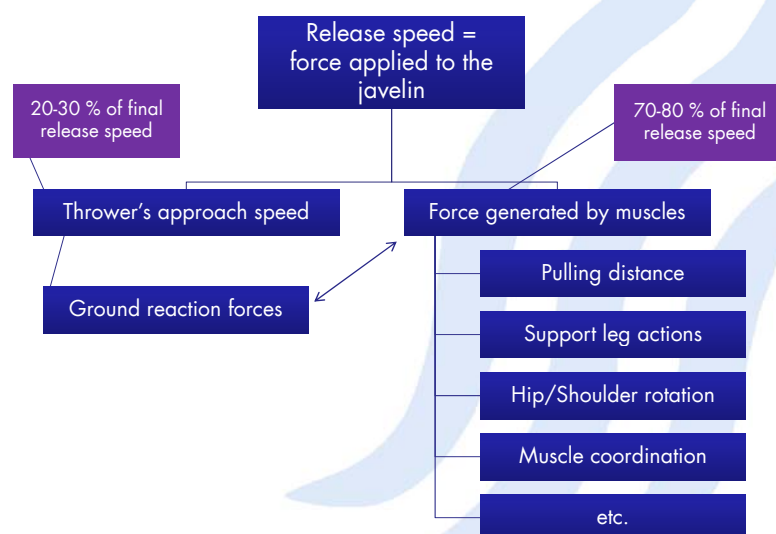 Release speed =
force applied to the
javelin
20-30 % of final
release speed
70-80 % of final
release speed
Thrower's approach speed
Force generated by muscles
Ground reaction forces
Pulling distance
Support leg actions
Hip/Shoulder rotation
Muscle coordination
etc.